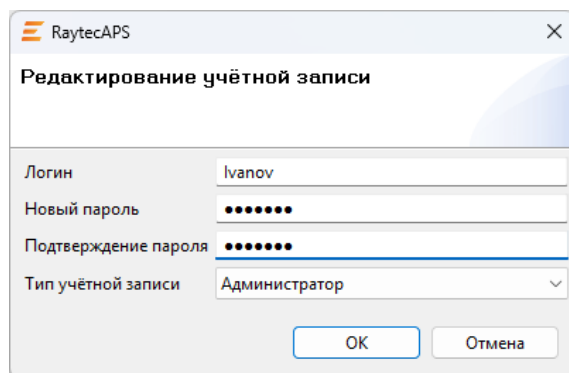 RaytecAPS
Редактирование учётной записи
Логин Ivanov
Новый пароль •••••••
Подтверждение пароля •••••••
Тип учётной записи Администратор
OK Отмена